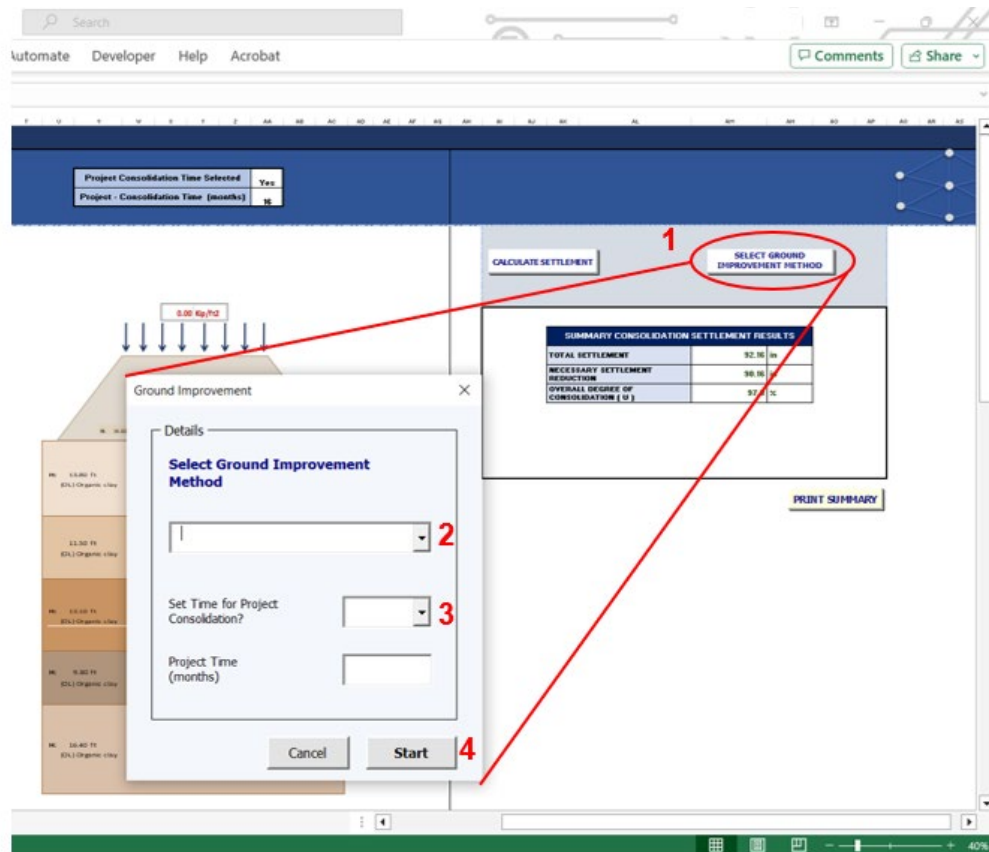 Search
Automate Developer Help Acrobat
Comments Share
Project Consolidation Time Selected Yes
Project - Consolidation Time (months) 16
1
CALCULATE SETTLEMENT
SELECT GROUND
IMPROVEMENT METHOD
0.00 Kip/ft2
SUMMARY CONSOLIDATION SETTLEMENT RESULTS
TOTAL SETTLEMENT 92.16 in
NECESSARY SETTLEMENT
REDUCTION 90.16
OVERALL DEGREE OF
CONSOLIDATION ( U ) %
PRINT SUMMARY
Ground Improvement
Details
Select Ground Improvement
Method
2
Set Time for Project
Consolidation?
3
Project Time
(months)
Cancel Start 4
13.80 ft
(OL) Organic clay
11.50 ft
(OL) Organic clay
(OL) Organic clay
9.80 ft
(OL) Organic clay
16.40 ft
(OL) Organic clay
40%